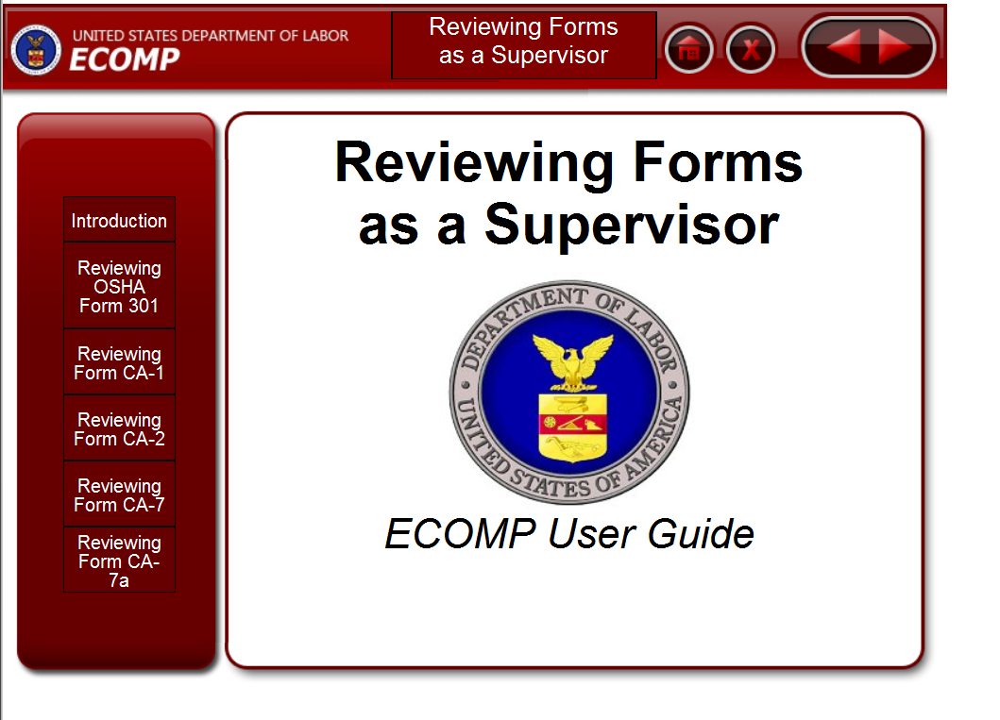 UNITED STATES DEPARTMENT OF LABOR
ECOMP
Reviewing Forms
as a Supervisor
X
Introduction
Reviewing
OSHA
Form 301
Reviewing
Form CA-1
Reviewing
Form CA-2
Reviewing
Form CA-7
Reviewing
Form CA-
7a
Reviewing Forms
as a Supervisor
DEPARTMENT OF LABOR
UNITED STATES OF AMERICA
ECOMP User Guide